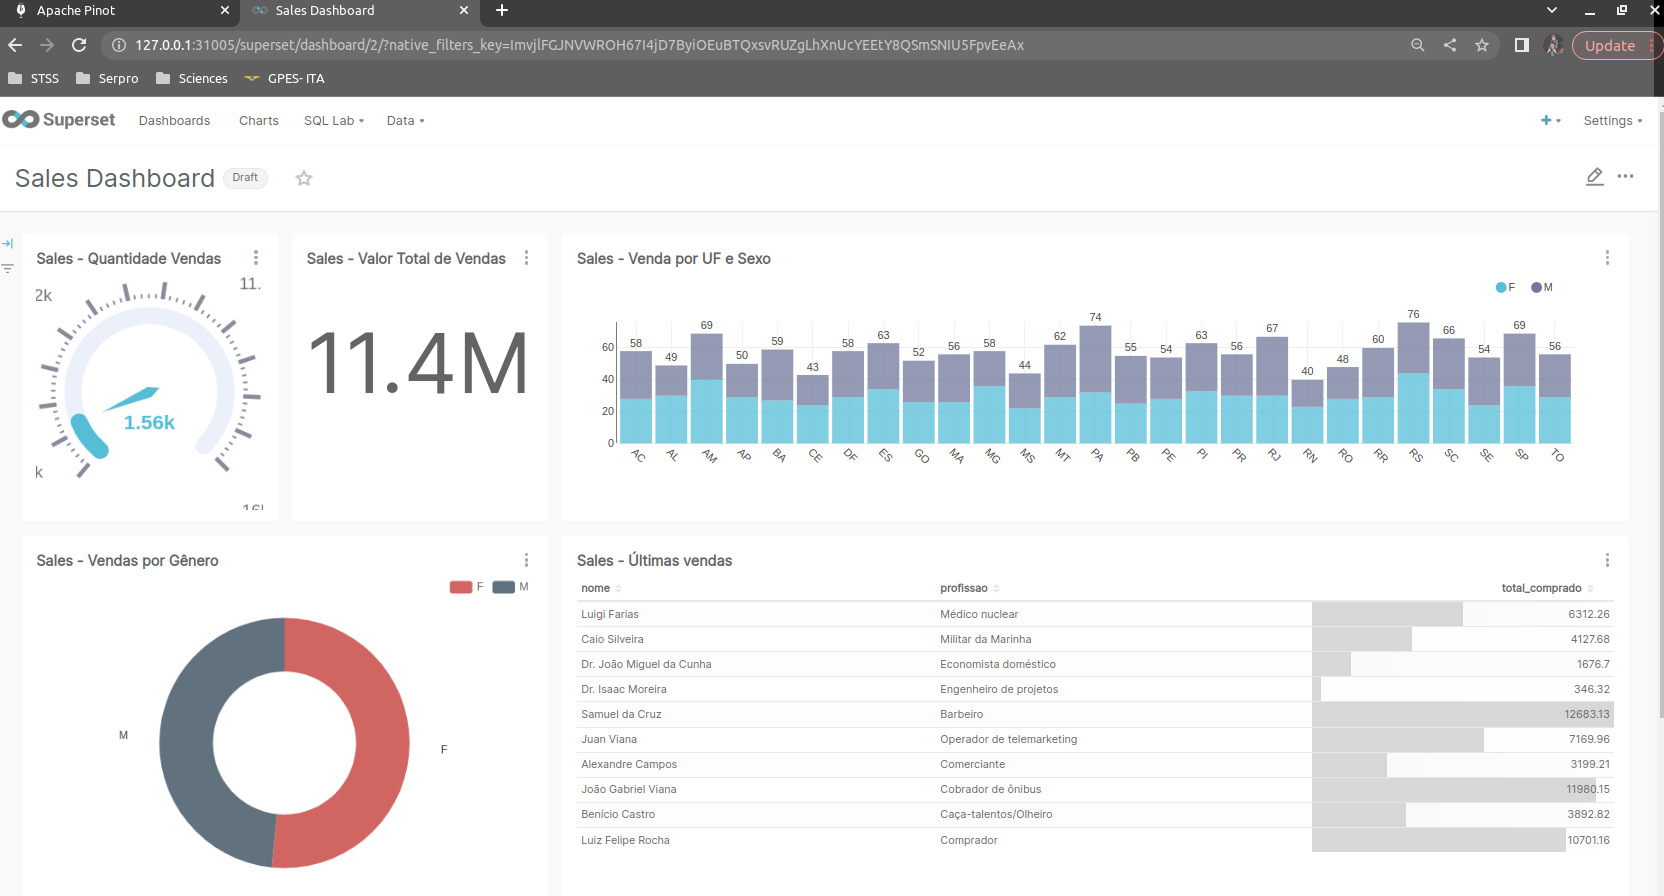 Apache Pinot
Sales Dashboard
127.0.0.1:31005/superset/dashboard/2/?native_filters_key=ImvjlFGJNVWROH67I4jD7ByiOEuBTQxsvRUZgLhXnUcYEEtY8QSmSNIU5FpvEeAx
Update
STSS Serpro Sciences GPES- ITA
Superset Dashboards Charts SQL Lab Data Settings
Sales Dashboard Draft
Sales - Quantidade Vendas
2k
11.
1.56k
k
Sales - Valor Total de Vendas
11.4M
Sales - Venda por UF e Sexo
F M
58 49 69 50 59 43 58 63 52 56 58 44 62 74 55 54 63 56 67 40 48 60 76 66 54 69 56
60
40
20
0
AC AL AM AP BA CE DF ES GO MA MG MS MT PA PB PE PI PR RJ RN RO RR RS SC SE SP TO
Sales - Vendas por Gênero
F M
M
F
Sales - Últimas vendas
nome profissao total_comprado
Luigi Farias Médico nuclear 6312.26
Caio Silveira Militar da Marinha 4127.68
Dr. João Miguel da Cunha Economista doméstico 1676.7
Dr. Isaac Moreira Engenheiro de projetos 346.32
Samuel da Cruz Barbeiro 12683.13
Juan Viana Operador de telemarketing 7169.96
Alexandre Campos Comerciante 3199.21
João Gabriel Viana Cobrador de ônibus 11980.15
Benício Castro Caça-talentos/Olheiro 3892.82
Luiz Felipe Rocha Comprador 10701.16